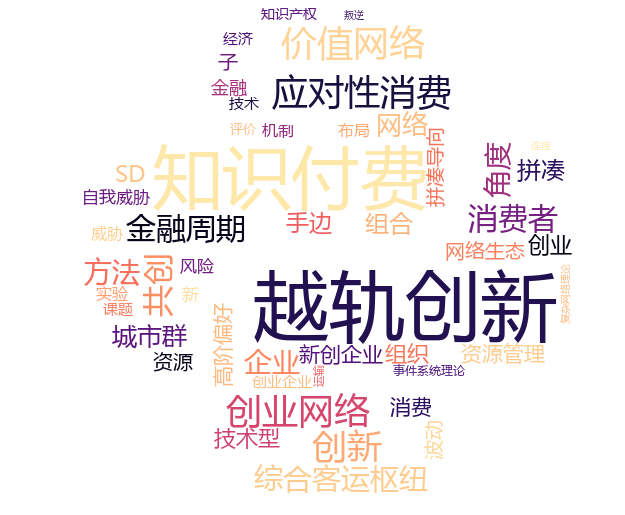 知识产权
叛逆
经济
价值网络
子
金融
应对性消费
技术
网络
评价
机制
布局
拼凑导向
知识付费
角度
连接
拼凑
SD
自我威胁
消费者
手边
组合
威胁
金融周期
网络生态
创业
方法
共创
风险
越轨创新
实验
新
课题
高阶偏好
城市群
资源
企业
新创企业
组织
资源管理
运输
事件系统理论
创业企业
创业网络
消费
技术型
创新
波动
综合客运枢纽